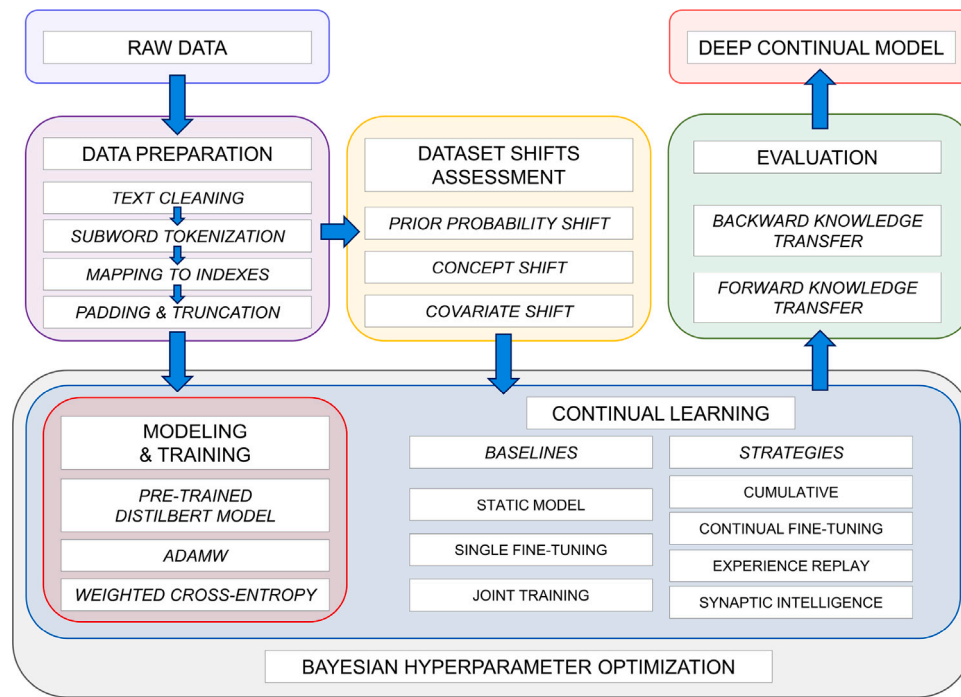 RAW DATA
DEEP CONTINUAL MODEL
DATA PREPARATION
TEXT CLEANING
SUBWORD TOKENIZATION
MAPPING TO INDEXES
PADDING & TRUNCATION
DATASET SHIFTS
ASSESSMENT
PRIOR PROBABILITY SHIFT
CONCEPT SHIFT
COVARIATE SHIFT
EVALUATION
BACKWARD KNOWLEDGE
TRANSFER
FORWARD KNOWLEDGE
TRANSFER
CONTINUAL LEARNING
MODELING
& TRAINING
PRE-TRAINED
DISTILBERT MODEL
ADAMW
WEIGHTED CROSS-ENTROPY
BASELINES
STATIC MODEL
SINGLE FINE-TUNING
JOINT TRAINING
STRATEGIES
CUMULATIVE
CONTINUAL FINE-TUNING
EXPERIENCE REPLAY
SYNAPTIC INTELLIGENCE
BAYESIAN HYPERPARAMETER OPTIMIZATION